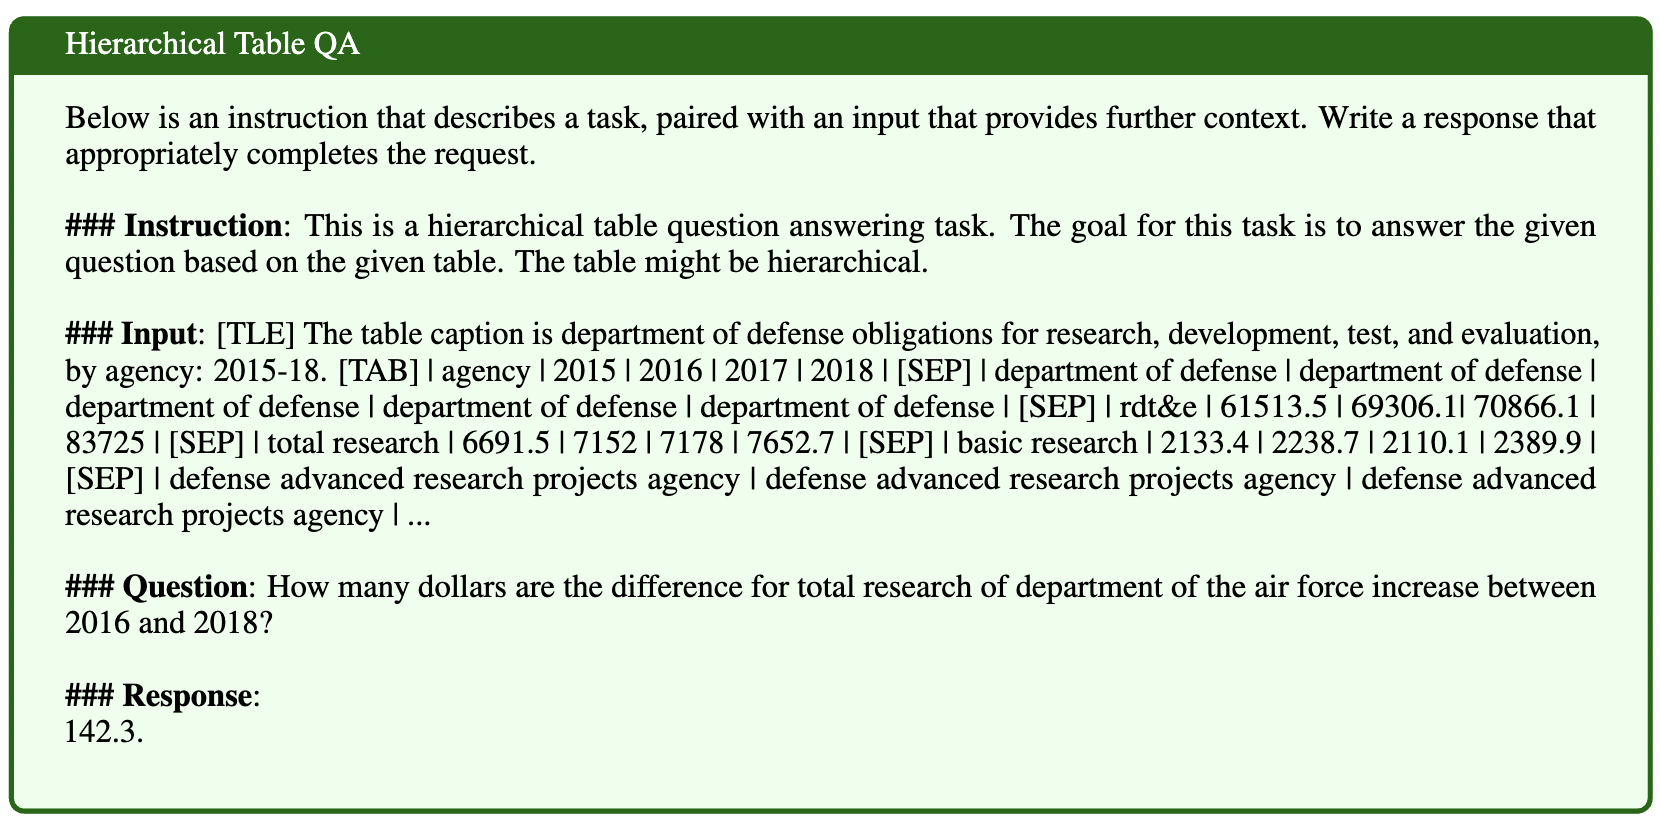 Hierarchical Table QA
Below is an instruction that describes a task, paired with an input that provides further context. Write a response that
appropriately completes the request.
### Instruction: This is a hierarchical table question answering task. The goal for this task is to answer the given
question based on the given table. The table might be hierarchical.
### Input: [TLE] The table caption is department of defense obligations for research, development, test, and evaluation,
by agency: 2015-18. [TAB] | agency | 2015 | 2016 | 2017 | 2018 | [SEP] | department of defense | department of defense |
department of defense | department of defense | department of defense | [SEP] | rdt&e | 61513.5 | 69306.1| 70866.1 |
83725 | [SEP] | total research | 6691.5 | 7152 | 7178 | 7652.7 | [SEP] | basic research | 2133.4 | 2238.7 | 2110.1 | 2389.9 |
[SEP] | defense advanced research projects agency | defense advanced research projects agency | defense advanced
research projects agency | ...
### Question: How many dollars are the difference for total research of department of the air force increase between
2016 and 2018?
### Response:
142.3.